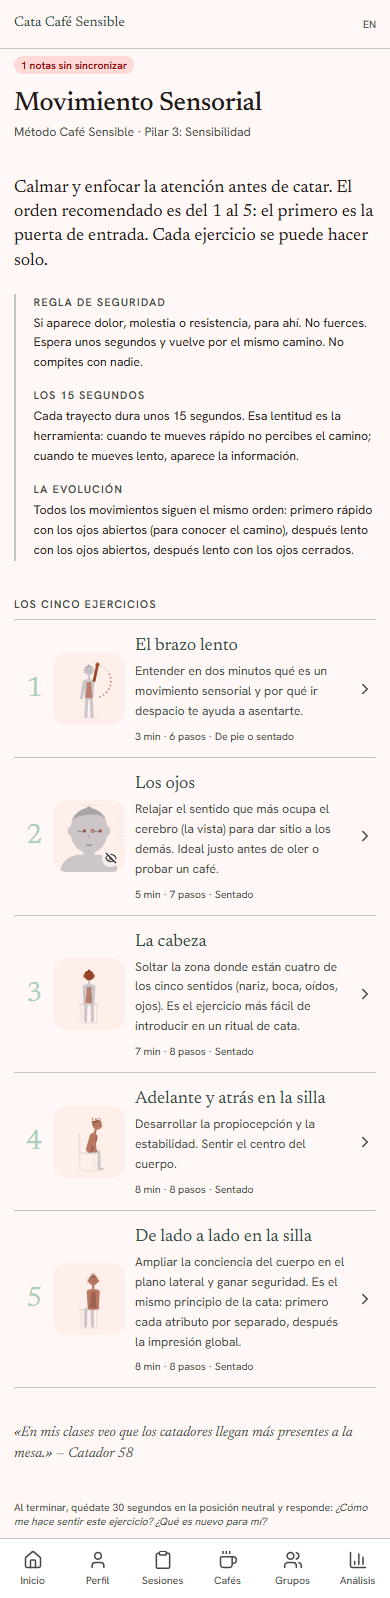 Cata Café Sensible
EN
1 notas sin sincronizar
Movimiento Sensorial
Método Café Sensible · Pilar 3: Sensibilidad
Calmar y enfocar la atención antes de catar. El
orden recomendado es del 1 al 5: el primero es la
puerta de entrada. Cada ejercicio se puede hacer
solo.
REGLA DE SEGURIDAD
Si aparece dolor, molestia o resistencia, para ahí. No fuerces.
Espera unos segundos y vuelve por el mismo camino. No
compites con nadie.
LOS 15 SEGUNDOS
Cada trayecto dura unos 15 segundos. Esa lentitud es la
herramienta: cuando te mueves rápido no percibes el camino;
cuando te mueves lento, aparece la información.
LA EVOLUCIÓN
Todos los movimientos siguen el mismo orden: primero rápido
con los ojos abiertos (para conocer el camino), después lento
con los ojos abiertos, después lento con los ojos cerrados.
LOS CINCO EJERCICIOS
1
El brazo lento
Entender en dos minutos qué es un
movimiento sensorial y por qué ir
despacio te ayuda a asentarte.
3 min · 6 pasos · De pie o sentado
2
Los ojos
Relajar el sentido que más ocupa el
cerebro (la vista) para dar sitio a los
demás. Ideal justo antes de oler o
probar un café.
5 min · 7 pasos · Sentado
3
La cabeza
Soltar la zona donde están cuatro de
los cinco sentidos (nariz, boca, oídos,
ojos). Es el ejercicio más fácil de
introducir en un ritual de cata.
7 min · 8 pasos · Sentado
4
Adelante y atrás en la silla
Desarrollar la propiocepción y la
estabilidad. Sentir el centro del
cuerpo.
8 min · 8 pasos · Sentado
5
De lado a lado en la silla
Ampliar la conciencia del cuerpo en el
plano lateral y ganar seguridad. Es el
mismo principio de la cata: primero
cada atributo por separado, después
la impresión global.
8 min · 8 pasos · Sentado
«En mis clases veo que los catadores llegan más presentes a la
mesa.» — Catador 58
Al terminar, quédate 30 segundos en la posición neutral y responde: ¿Cómo
me hace sentir este ejercicio? ¿Qué es nuevo para mí?
Inicio
Perfil
Sesiones
Cafés
Grupos
Análisis